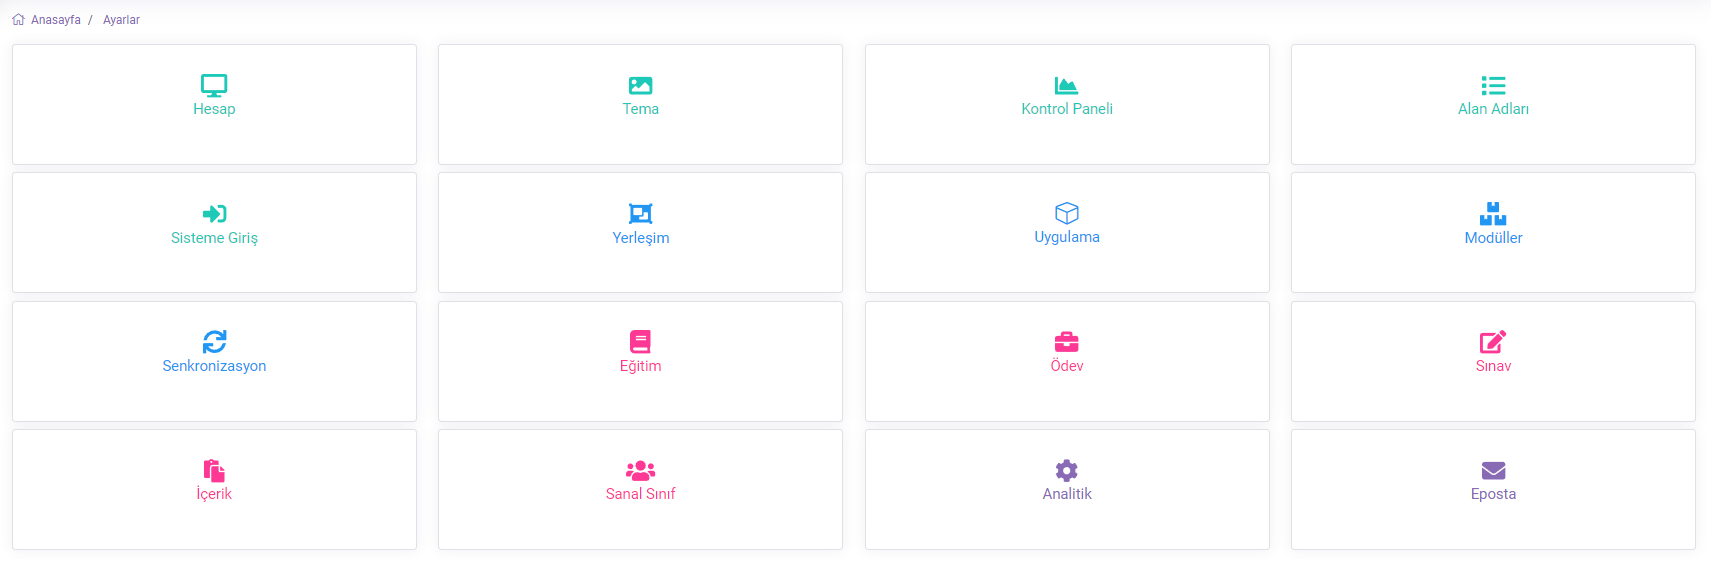 Anasayfa / Ayarlar
Hesap
Tema
Kontrol Paneli
Alan Adları
Sisteme Giriş
Yerleşim
Uygulama
Modüller
Senkronizasyon
Eğitim
Ödev
Sınav
İçerik
Sanal Sınıf
Analitik
Eposta